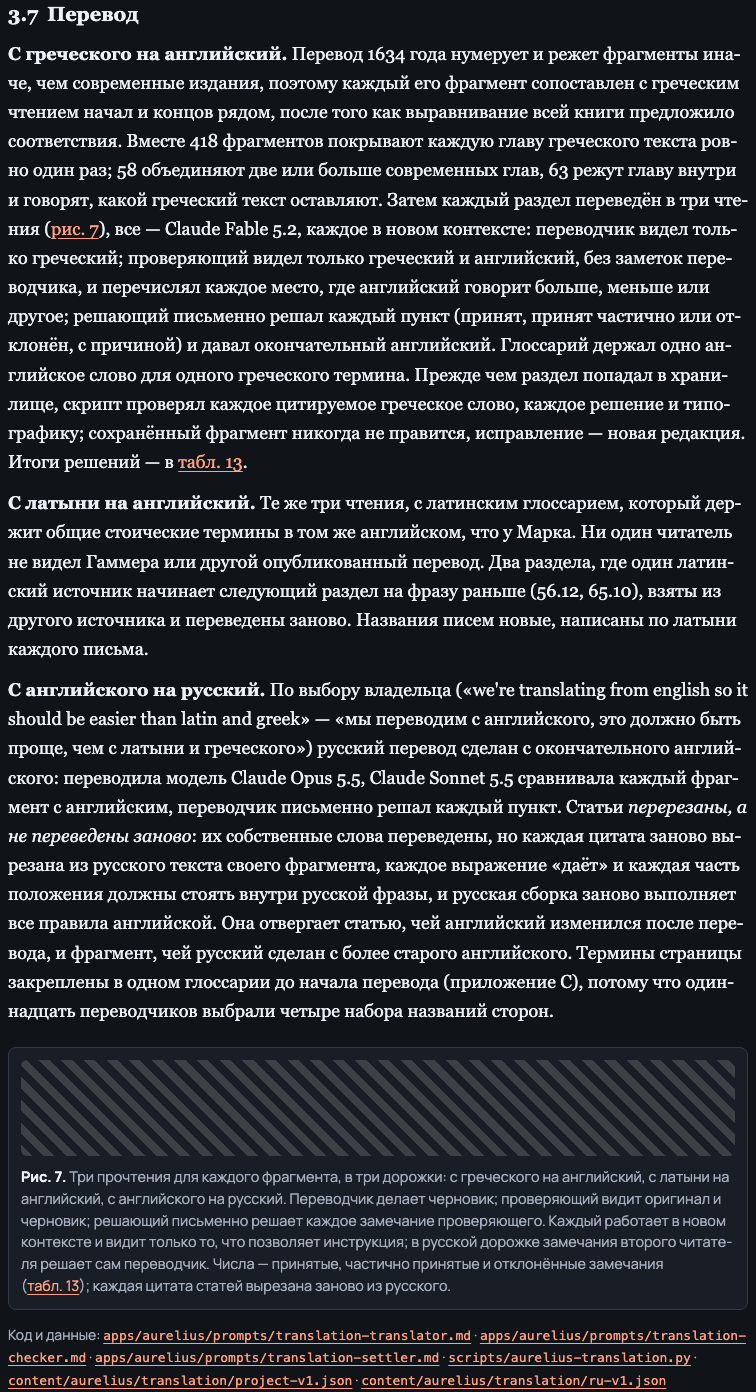 3.7 Перевод
С греческого на английский. Перевод 1634 года нумерует и режет фрагменты ина-
че, чем современные издания, поэтому каждый его фрагмент сопоставлен с греческим
чтением начал и концов рядом, после того как выравнивание всей книги предложило
соответствия. Вместе 418 фрагментов покрывают каждую главу греческого текста ров-
но один раз; 58 объединяют две или больше современных глав, 63 режут главу внутри
и говорят, какой греческий текст оставляют. Затем каждый раздел переведён в три чте-
ния (рис. 7), все — Claude Fable 5.2, каждое в новом контексте: переводчик видел толь-
ко греческий; проверяющий видел только греческий и английский, без заметок пере-
водчика, и перечислял каждое место, где английский говорит больше, меньше или
другое; решающий письменно решал каждый пункт (принят, принят частично или от-
клонён, с причиной) и давал окончательный английский. Глоссарий держал одно ан-
глийское слово для одного греческого термина. Прежде чем раздел попадал в храни-
лище, скрипт проверял каждое цитируемое греческое слово, каждое решение и типо-
графику; сохранённый фрагмент никогда не правится, исправление — новая редакция.
Итоги решений — в табл. 13.
С латыни на английский. Те же три чтения, с латинским глоссарием, который дер-
жит общие стоические термины в том же английском, что у Марка. Ни один читатель
не видел Гаммера или другой опубликованный перевод. Два раздела, где один латин-
ский источник начинает следующий раздел на фразу раньше (56.12, 65.10), взяты из
другого источника и переведены заново. Названия писем новые, написаны по латыни
каждого письма.
С английского на русский. По выбору владельца («we're translating from english so it
should be easier than latin and greek» — «мы переводим с английского, это должно быть
проще, чем с латыни и греческого») русский перевод сделан с окончательного англий-
ского: переводила модель Claude Opus 5.5, Claude Sonnet 5.5 сравнивала каждый фраг-
мент с английским, переводчик письменно решал каждый пункт. Статьи перерезаны, а
не переведены заново: их собственные слова переведены, но каждая цитата заново вы-
резана из русского текста своего фрагмента, каждое выражение «даёт» и каждая часть
положения должны стоять внутри русской фразы, и русская сборка заново выполняет
все правила английской. Она отвергает статью, чей английский изменился после пере-
вода, и фрагмент, чей русский сделан с более старого английского. Термины страницы
закреплены в одном глоссарии до начала перевода (приложение C), потому что один-
надцать переводчиков выбрали четыре набора названий сторон.
Рис. 7. Три прочтения для каждого фрагмента, в три дорожки: с греческого на английский, с латыни на
английский, с английского на русский. Переводчик делает черновик; проверяющий видит оригинал и
черновик; решающий письменно решает каждое замечание проверяющего. Каждый работает в новом
контексте и видит только то, что позволяет инструкция; в русской дорожке замечания второго читате-
ля решает сам переводчик. Числа — принятые, частично принятые и отклонённые замечания
(табл. 13); каждая цитата статей вырезана заново из русского.
Код и данные: apps/aurelius/prompts/translation-translator.md · apps/aurelius/prompts/translation-
checker.md · apps/aurelius/prompts/translation-settler.md · scripts/aurelius-translation.py ·
content/aurelius/translation/project-v1.json · content/aurelius/translation/ru-v1.json